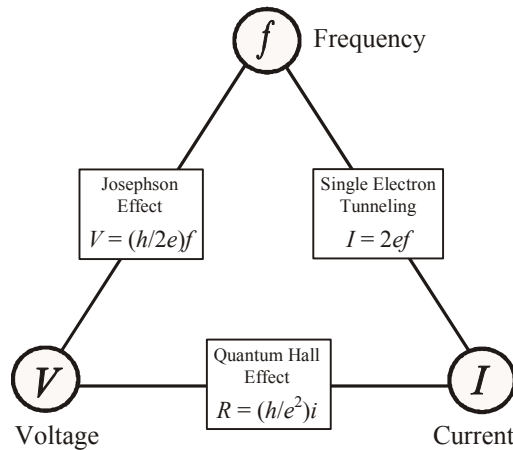 f Frequency
Josephson
Effect
V = (h/2e)f
Single Electron
Tunneling
I = 2ef
Quantum Hall
Effect
R = (h/e²)i
V
Voltage
I
Current